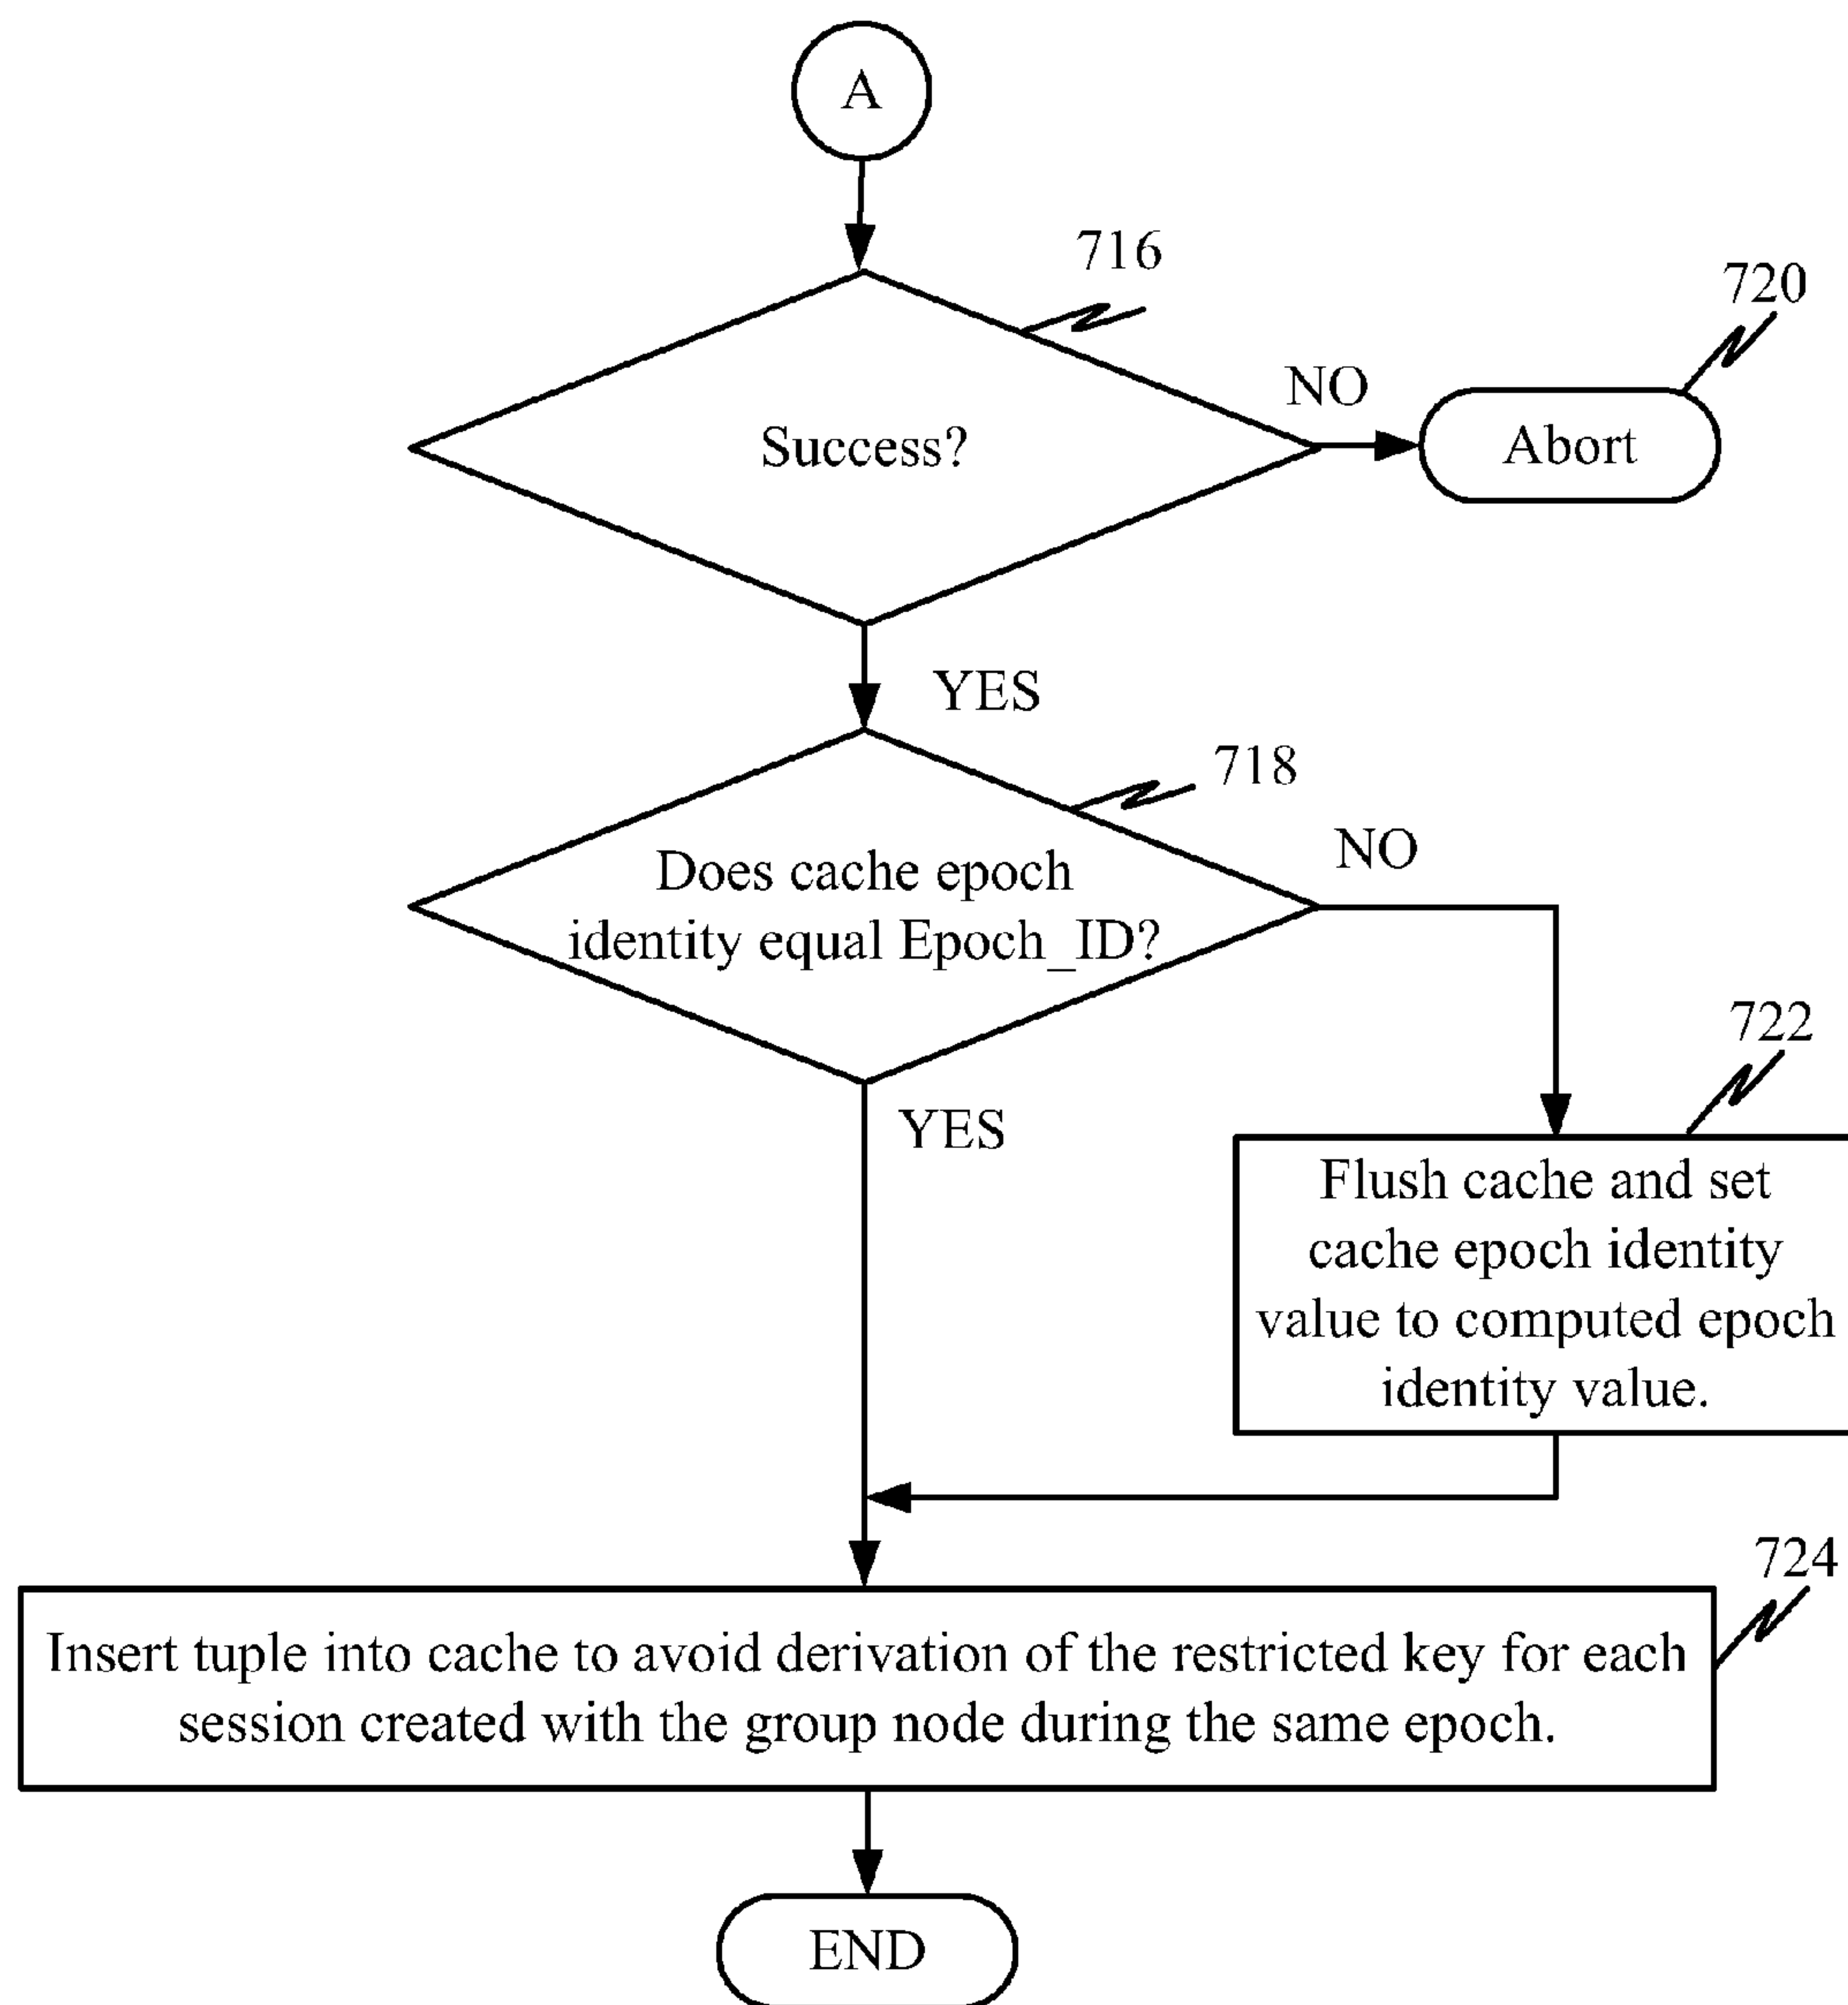 A
716
720
NO
Success?
Abort
YES
718
NO
Does cache epoch
identity equal Epoch_ID?
722
YES
Flush cache and set
cache epoch identity
value to computed epoch
identity value.
724
Insert tuple into cache to avoid derivation of the restricted key for each
session created with the group node during the same epoch.
END